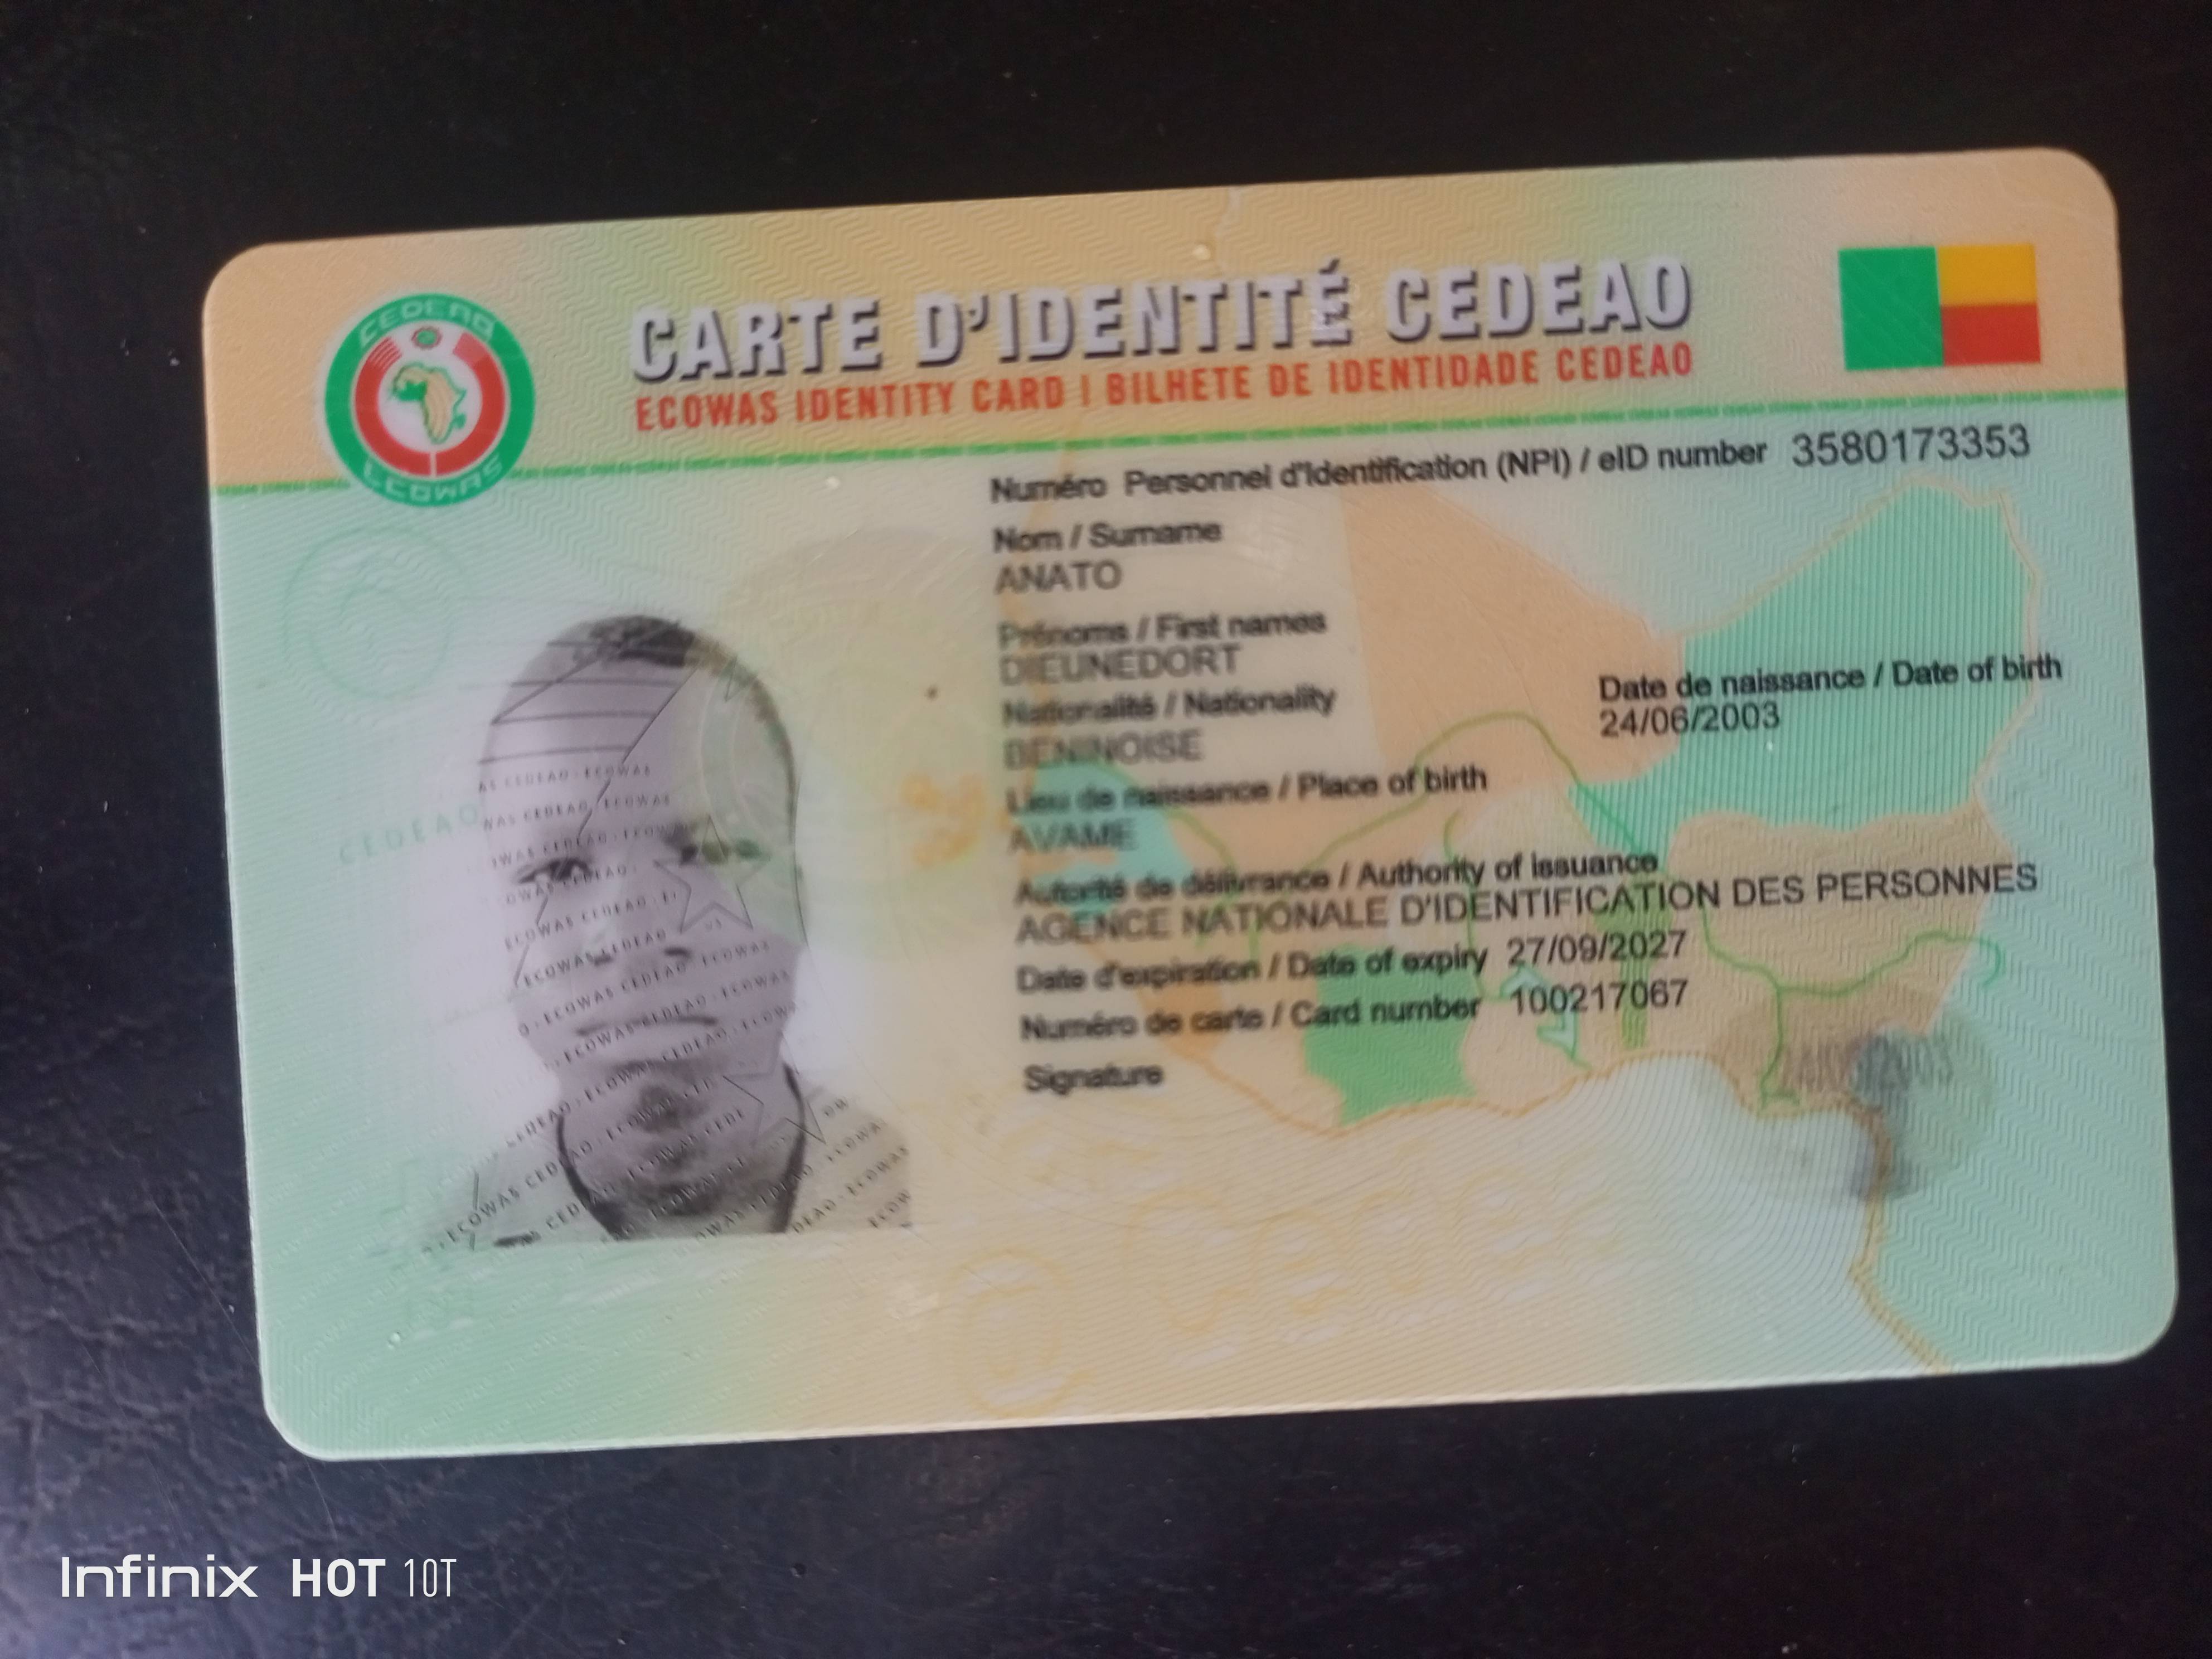 CEDEAO
ECOWAS
CARTE D'IDENTITÉ CEDEAO
ECOWAS IDENTITY CARD | BILHETE DE IDENTIDADE CEDEAO
Numéro Personnel d'Identification (NPI) / eID number 3580173353
Nom / Surname
ANATO
Prénoms / First names
DIEUNEDORT
Nationalité / Nationality
BENINOISE
Date de naissance / Date of birth
24/06/2003
Lieu de naissance / Place of birth
AVAME
Autorité de délivrance / Authority of issuance
AGENCE NATIONALE D'IDENTIFICATION DES PERSONNES
Date d'expiration / Date of expiry 27/09/2027
Numéro de carte / Card number 100217067
Signature
24/06/2003
CEDEAO
Infinix HOT 10T